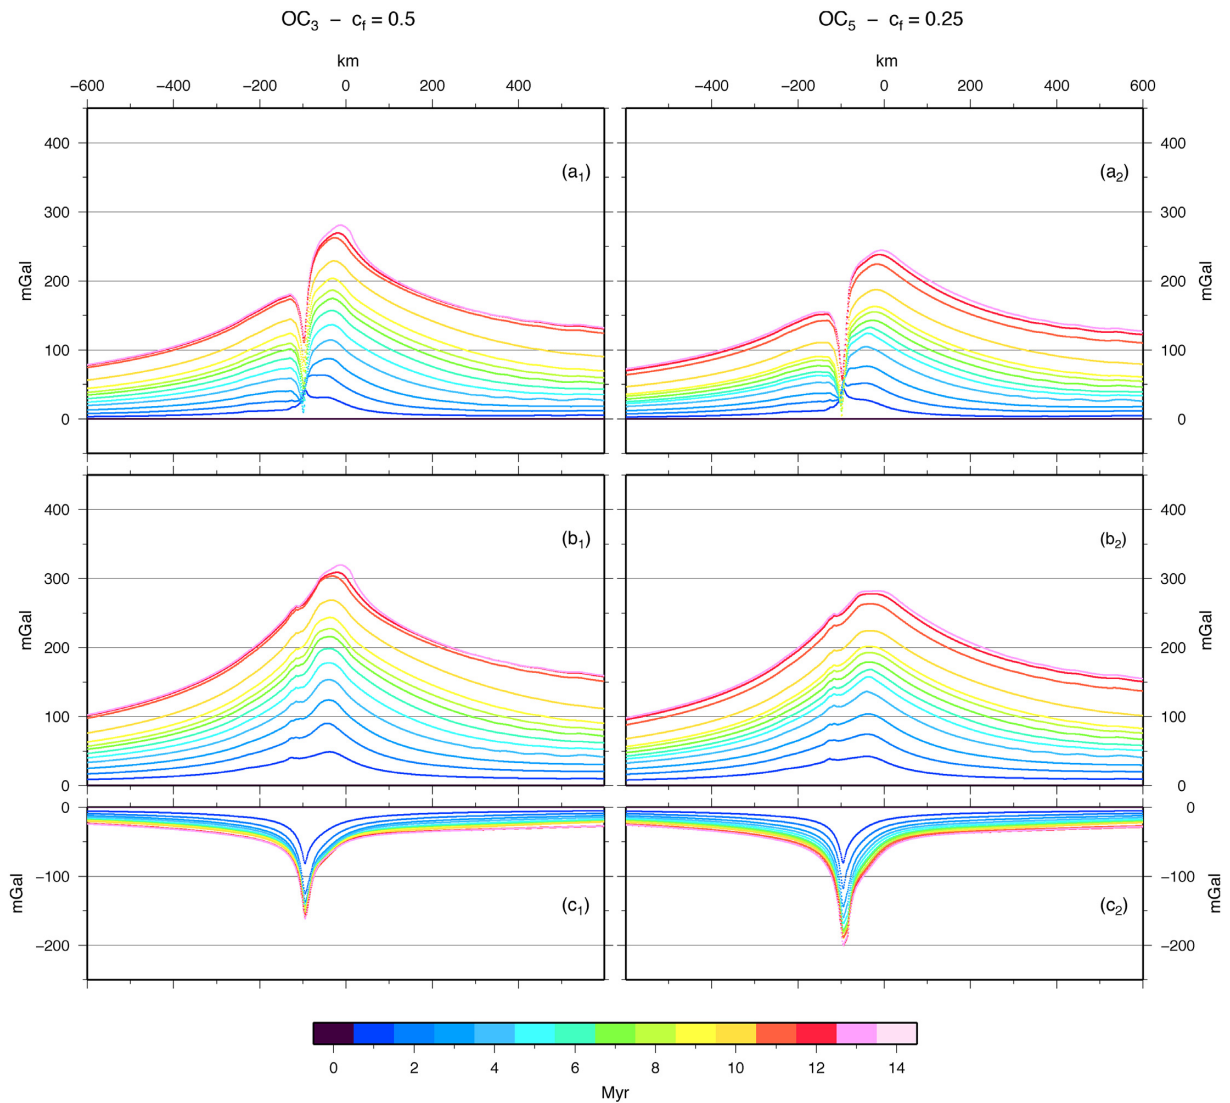 OC₃ − c_f = 0.5 OC₅ − c_f = 0.25
km km
−600 −400 −200 0 200 400 −400 −200 0 200 400 600
400 (a₁) (a₂) 400
300 300
mGal 200 200 mGal
100 100
0 0
400 (b₁) (b₂) 400
300 300
mGal 200 200 mGal
100 100
0 0
0 0
mGal −100 (c₁) (c₂) −100 mGal
−200 −200
0 2 4 6 8 10 12 14
Myr